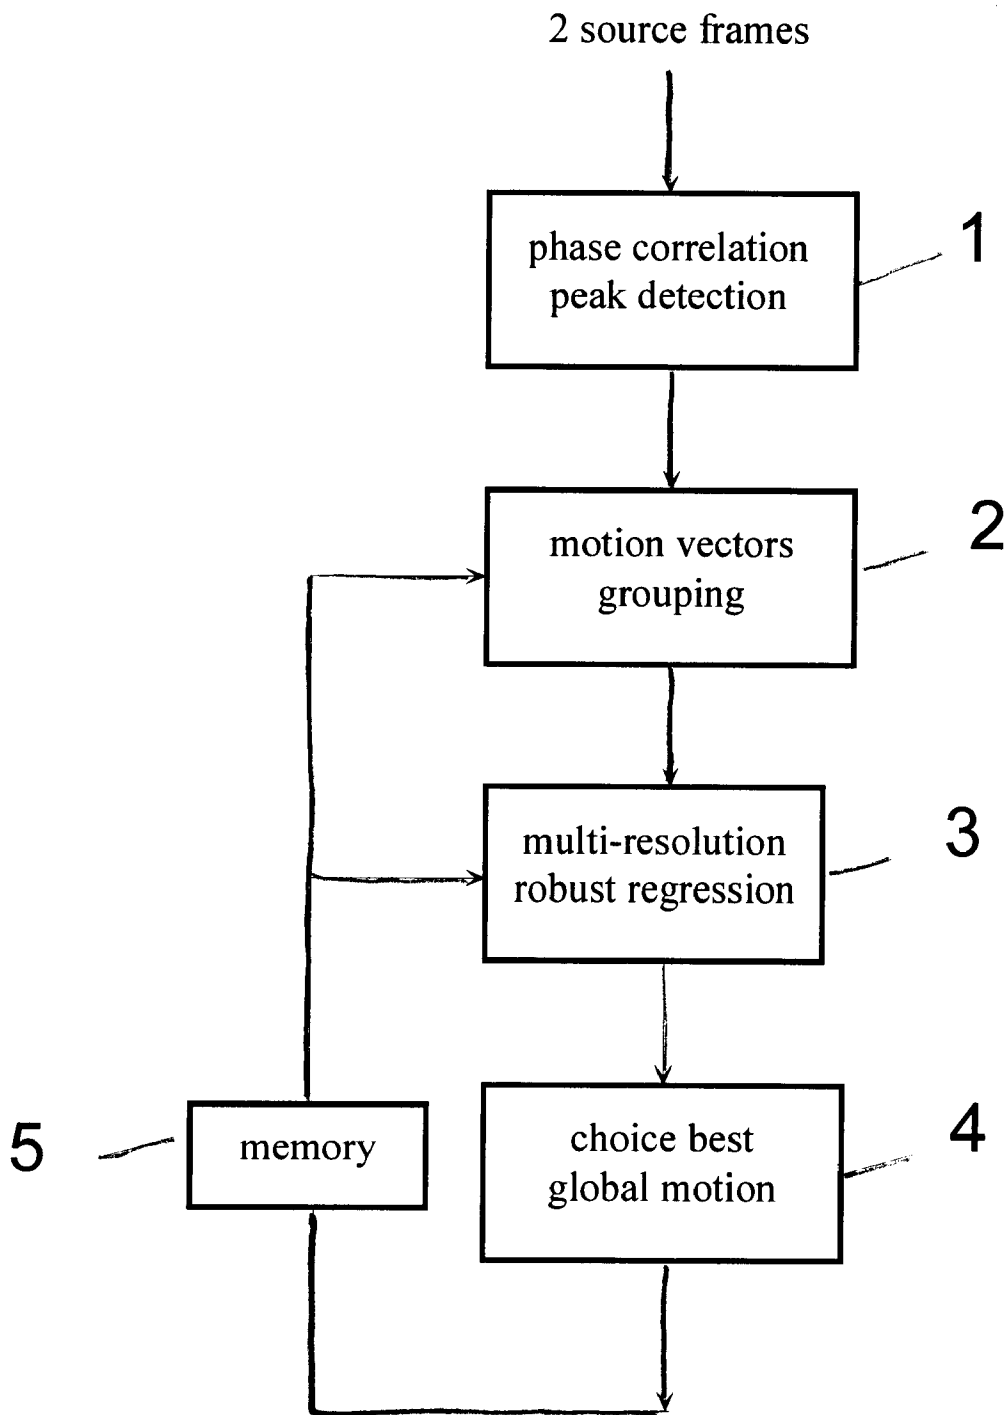 2 source frames
phase correlation
peak detection
1
motion vectors
grouping
2
multi-resolution
robust regression
3
choice best
global motion
4
memory
5